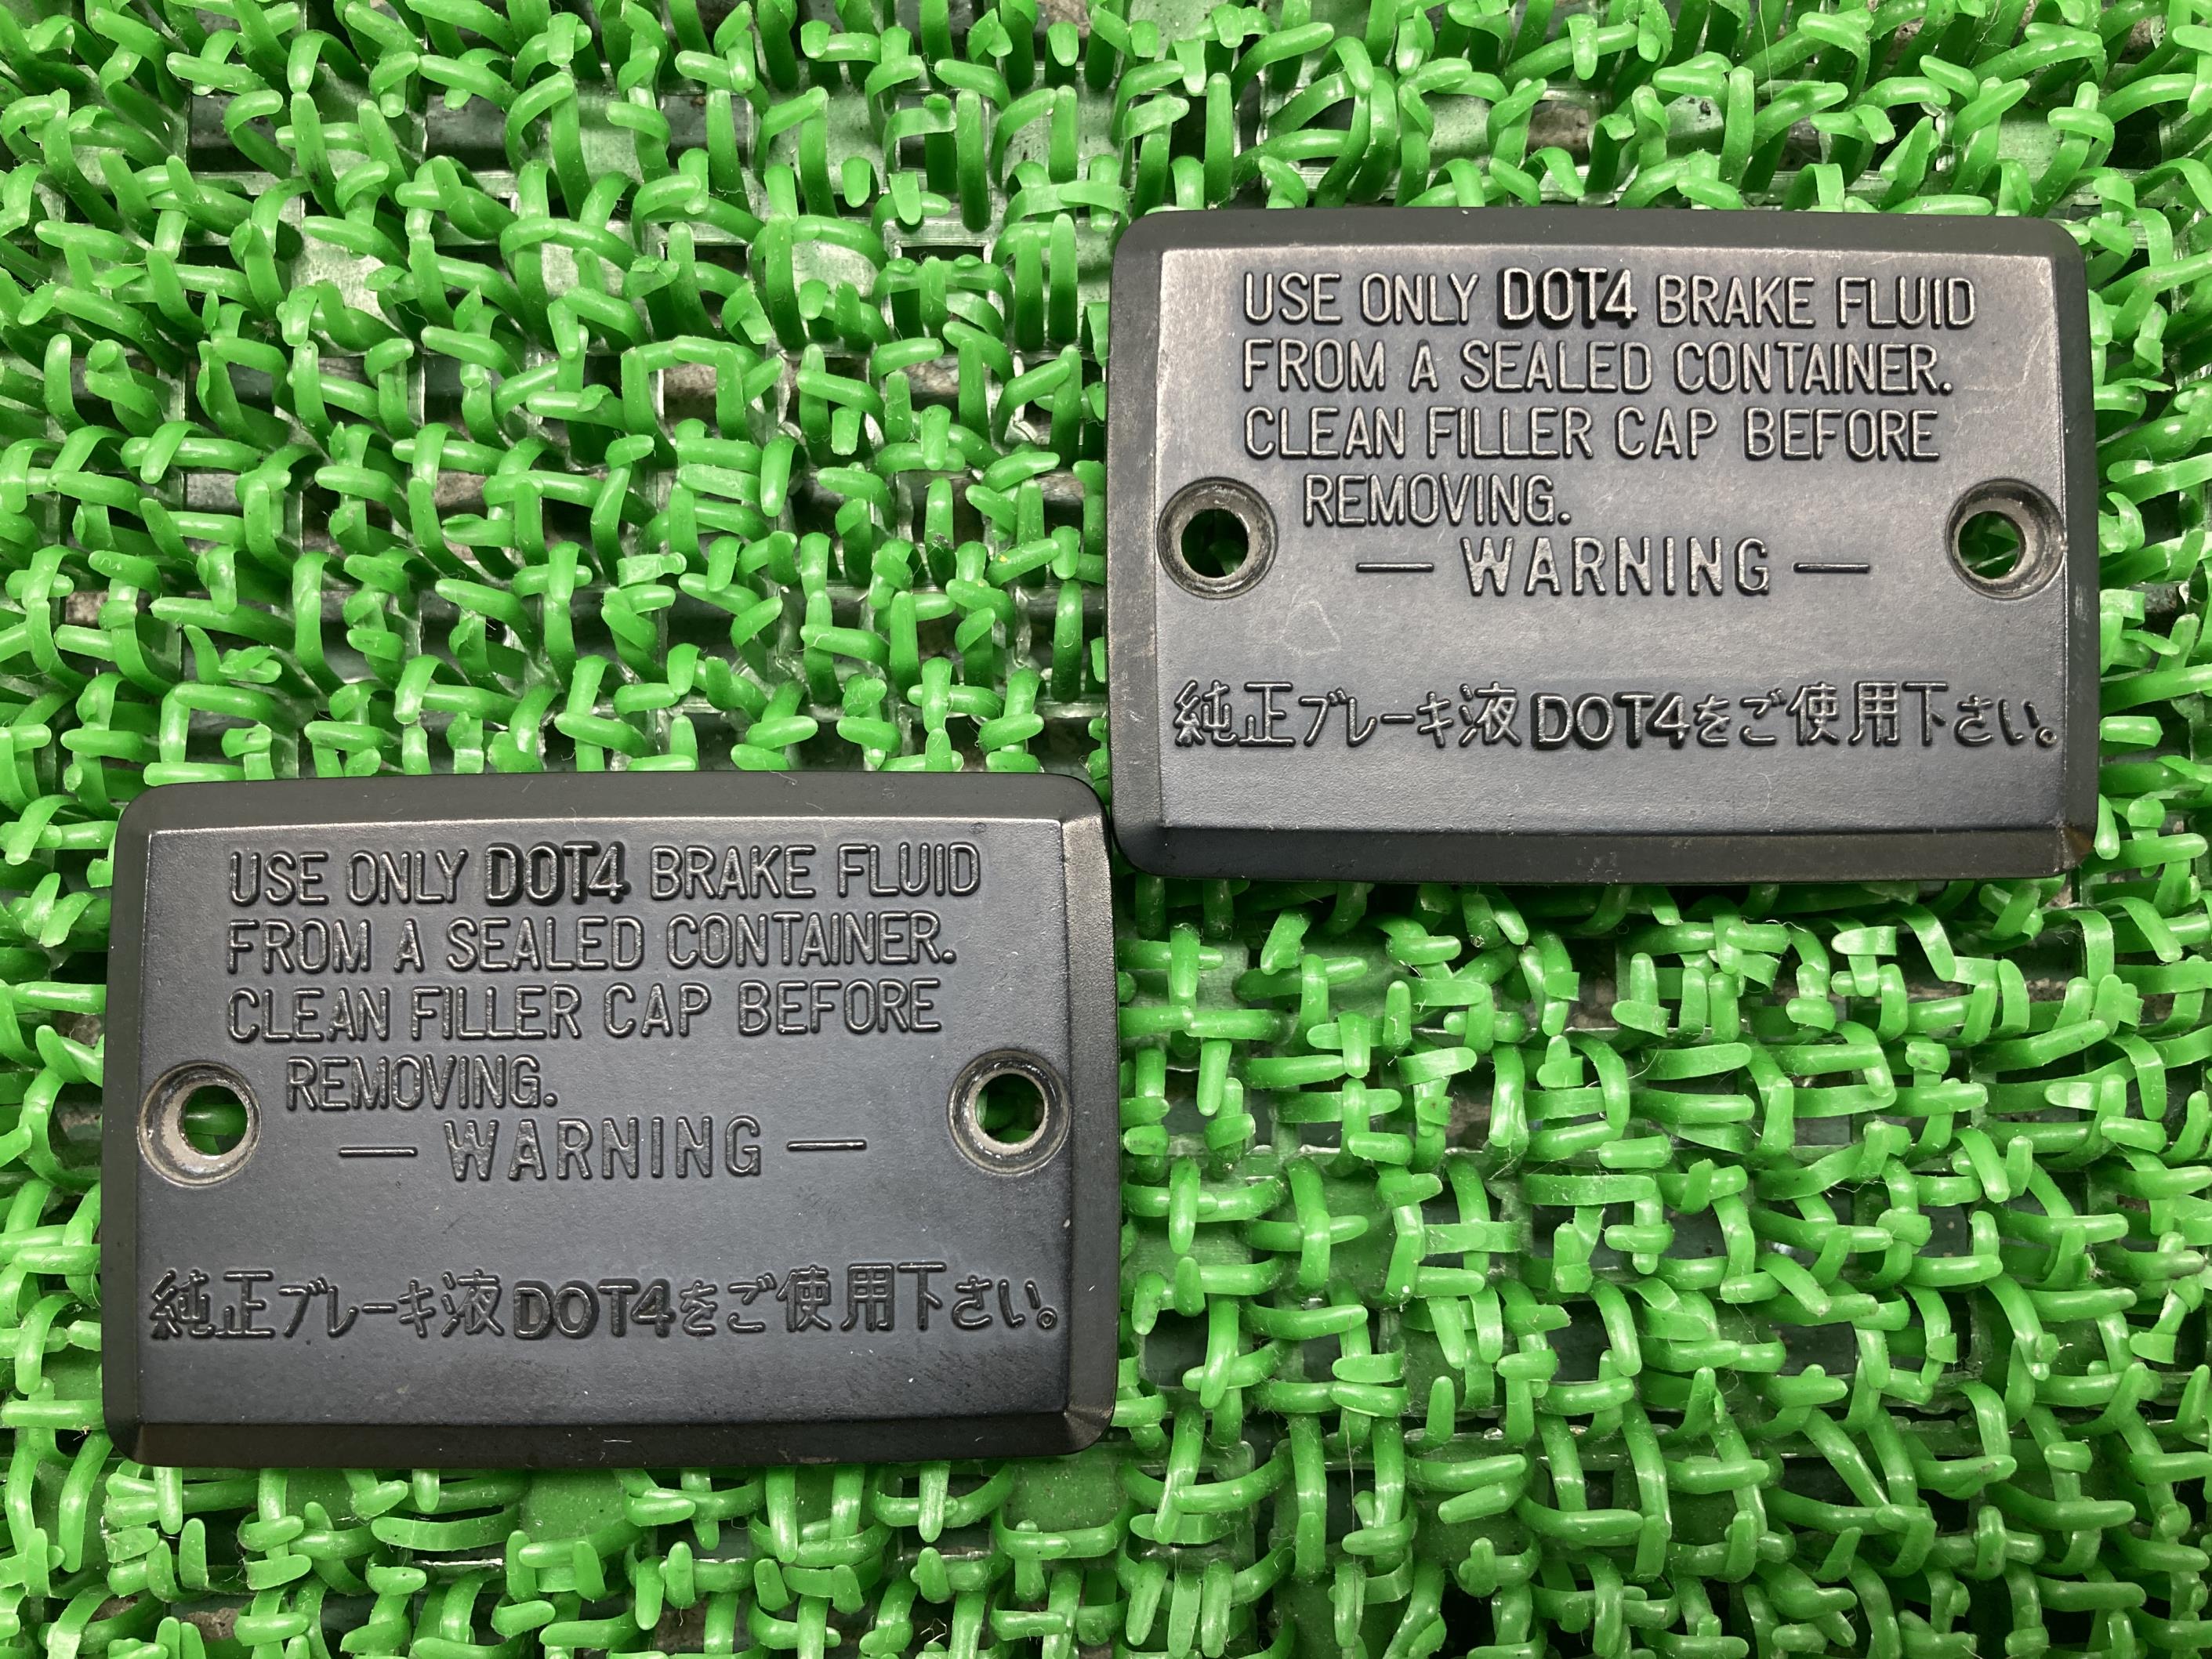 USE ONLY DOT4 BRAKE FLUID
FROM A SEALED CONTAINER.
CLEAN FILLER CAP BEFORE
REMOVING.
— WARNING —
純正ブレーキ液DOT4をご使用下さい。
USE ONLY DOT4 BRAKE FLUID
FROM A SEALED CONTAINER.
CLEAN FILLER CAP BEFORE
REMOVING.
— WARNING —
純正ブレーキ液DOT4をご使用下さい。